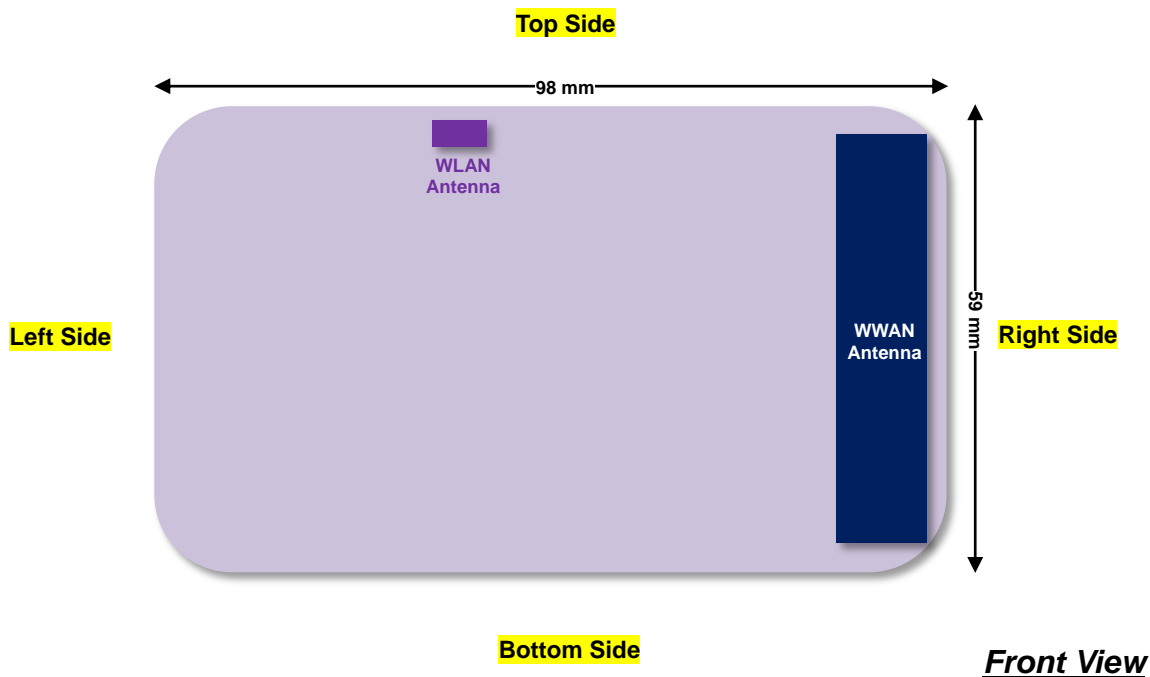 Top Side
98 mm
WLAN
Antenna
59 mm
Left Side
WWAN
Antenna
Right Side
Bottom Side
Front View